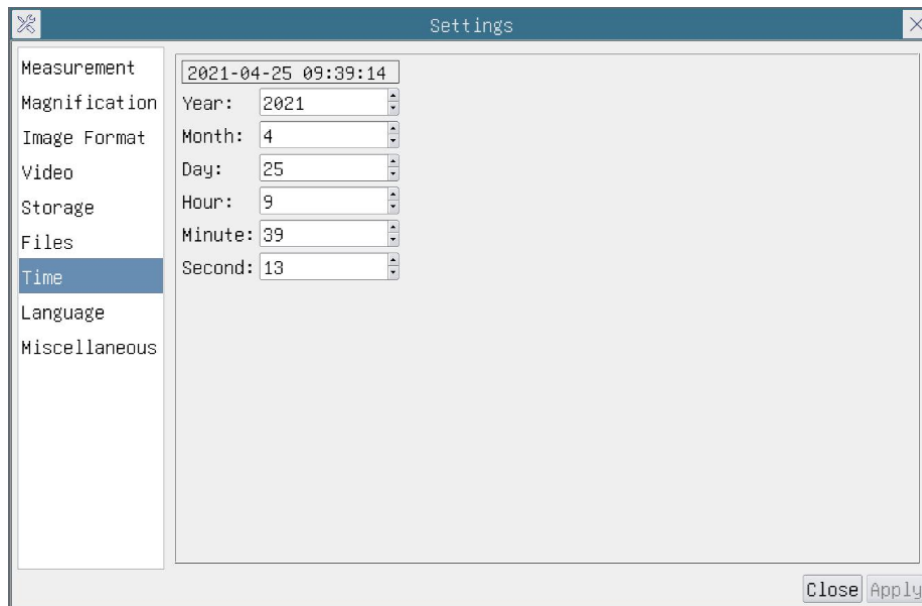 Settings
Measurement
Magnification
Image Format
Video
Storage
Files
Time
Language
Miscellaneous
2021-04-25 09:39:14
Year: 2021
Month: 4
Day: 25
Hour: 9
Minute: 39
Second: 13
Close Apply